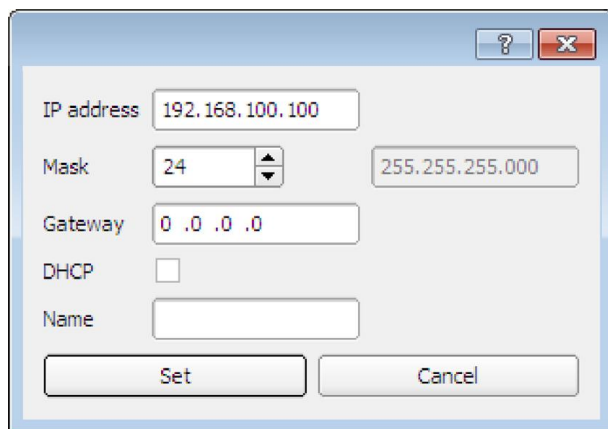 ?
IP address 192.168.100.100
Mask 24 255.255.255.000
Gateway 0 .0 .0 .0
DHCP
Name
Set Cancel